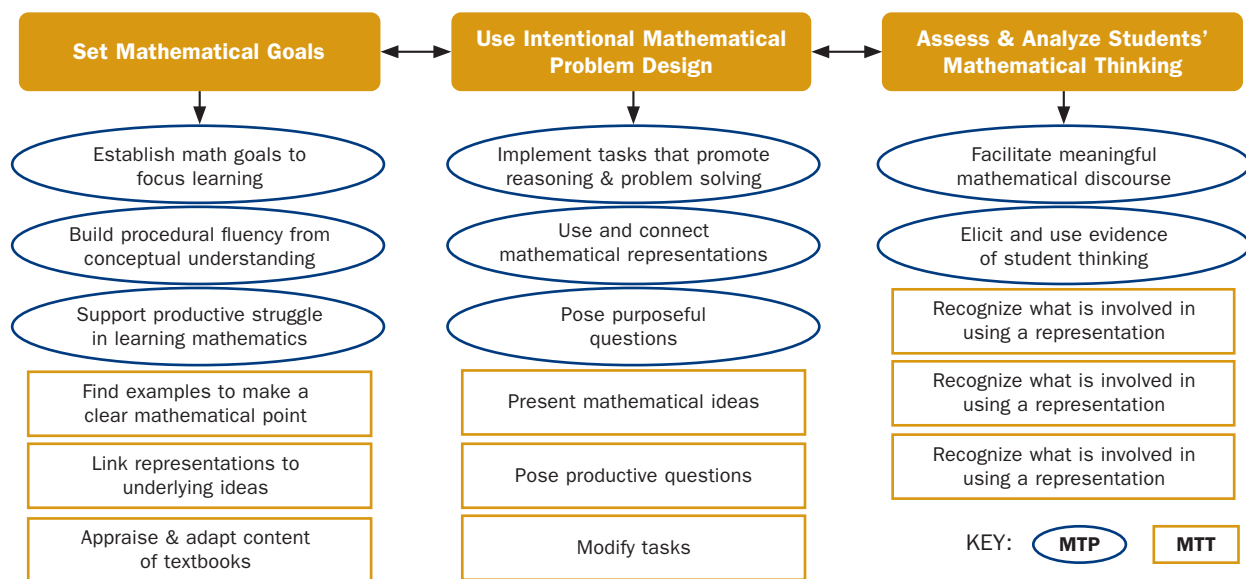 Set Mathematical Goals
Use Intentional Mathematical
Problem Design
Assess & Analyze Students'
Mathematical Thinking
Establish math goals to
focus learning
Build procedural fluency from
conceptual understanding
Support productive struggle
in learning mathematics
Find examples to make a
clear mathematical point
Link representations to
underlying ideas
Appraise & adapt content
of textbooks
Implement tasks that promote
reasoning & problem solving
Use and connect
mathematical representations
Pose purposeful
questions
Present mathematical ideas
Pose productive questions
Modify tasks
Facilitate meaningful
mathematical discourse
Elicit and use evidence
of student thinking
Recognize what is involved in
using a representation
Recognize what is involved in
using a representation
Recognize what is involved in
using a representation
KEY: MTP MTT